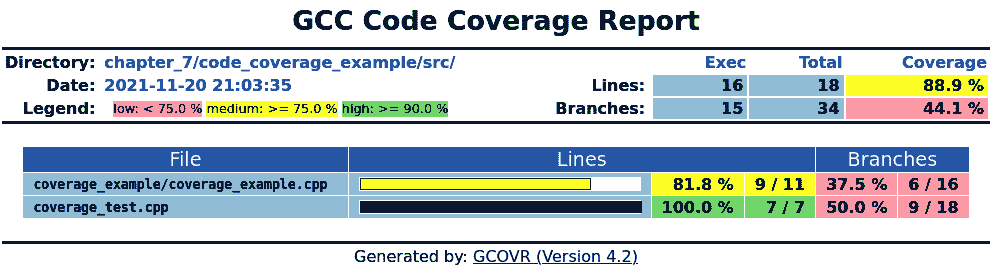 GCC Code Coverage Report
Directory: chapter_7/code_coverage_example/src/ Exec Total Coverage
Date: 2021-11-20 21:03:35 Lines: 16 18 88.9 %
Legend: low: < 75.0 % medium: >= 75.0 % high: >= 90.0 % Branches: 15 34 44.1 %
File Lines Branches
coverage_example/coverage_example.cpp 81.8 % 9 / 11 37.5 % 6 / 16
coverage_test.cpp 100.0 % 7 / 7 50.0 % 9 / 18
Generated by: GCOVR (Version 4.2)